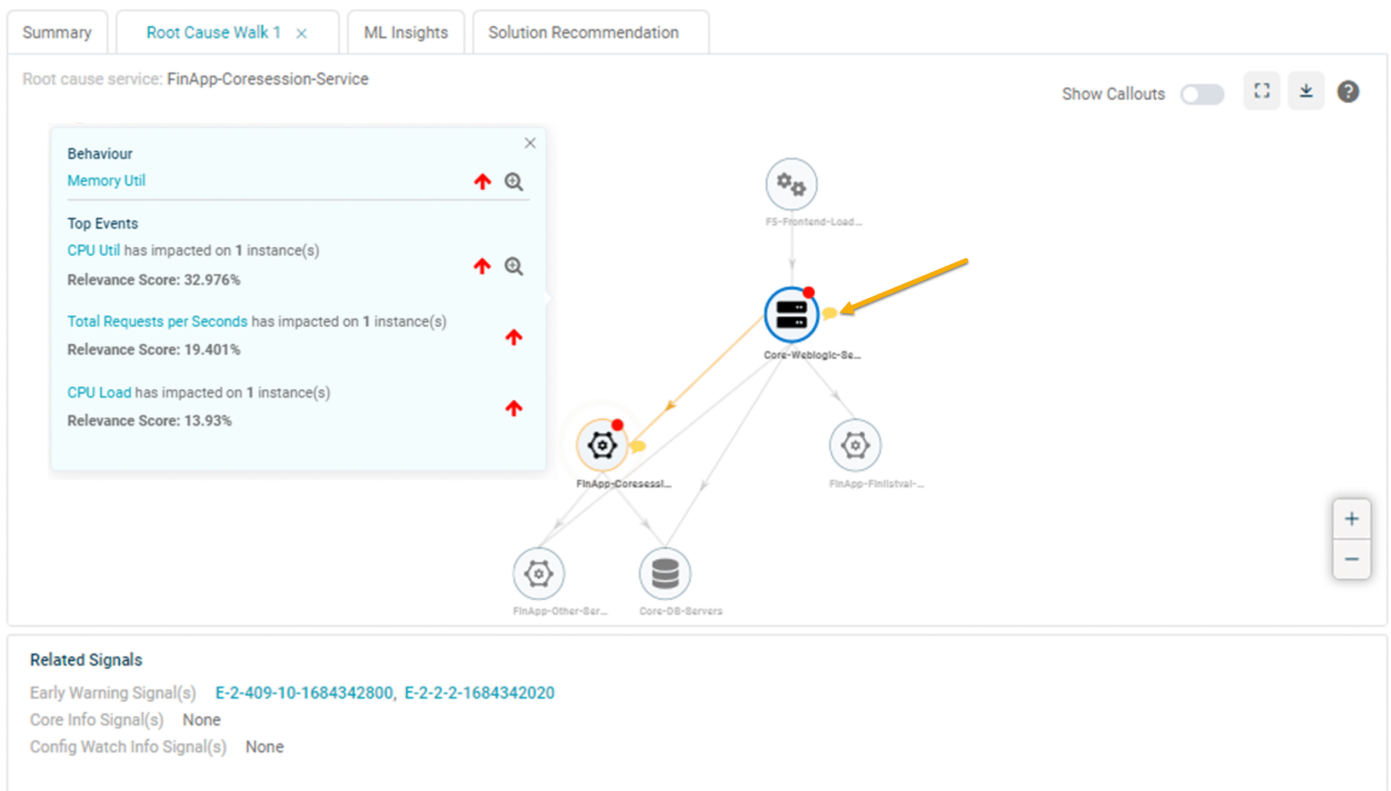 Summary
Root Cause Walk 1 ×
ML Insights
Solution Recommendation
Root cause service: FinApp-Coresession-Service
Show Callouts
?
Behaviour
Memory Util
Top Events
CPU Util has impacted on 1 instance(s)
Relevance Score: 32.976%
Total Requests per Seconds has impacted on 1 instance(s)
Relevance Score: 19.401%
CPU Load has impacted on 1 instance(s)
Relevance Score: 13.93%
F5-Frontend-Load...
Core-Weblogic-Se...
FinApp-Coresessi...
FinApp-Finlistval-...
FinApp-Other-Ser...
Core-DB-Servers
+
−
Related Signals
Early Warning Signal(s) E-2-409-10-1684342800, E-2-2-2-1684342020
Core Info Signal(s) None
Config Watch Info Signal(s) None